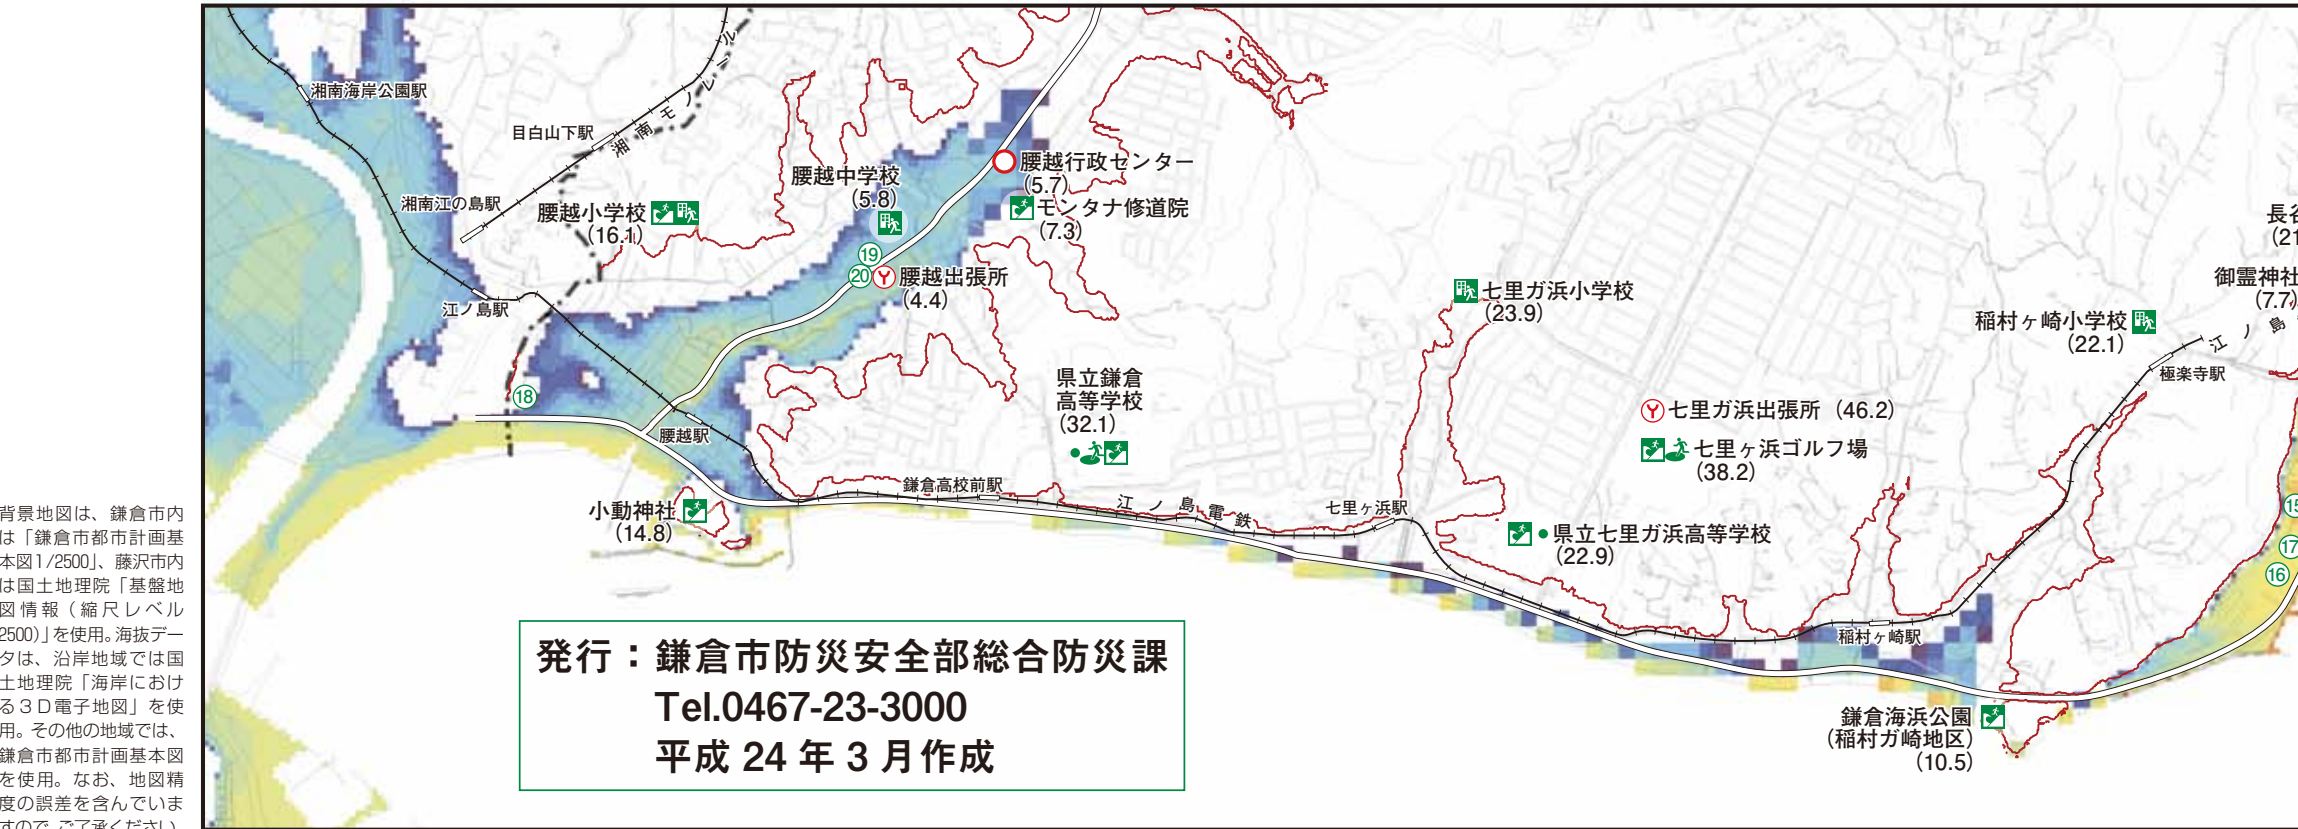 背景地図は、鎌倉市内
は「鎌倉市都市計画基
本図1/2500」、藤沢市内
は国土地理院「基盤地
図情報（縮尺レベル
2500)」を使用。海抜デー
タは、沿岸地域では国
土地理院「海岸におけ
る3D電子地図」を使
用。その他の地域では、
鎌倉市都市計画基本図
を使用。なお、地図精
度の誤差を含んでいま
すので、ご了承ください。
湘南海岸公園駅
目白山下駅
湘南モノレール
湘南江の島駅
腰越小学校
(16.1)
腰越中学校
(5.8)
腰越行政センター
(5.7)
モンタナ修道院
(7.3)
⑲
⑳
腰越出張所
(4.4)
江ノ島駅
⑱
腰越駅
小動神社
(14.8)
県立鎌倉
高等学校
(32.1)
鎌倉高校前駅
江ノ島電鉄
七里ヶ浜駅
七里ガ浜小学校
(23.9)
七里ガ浜出張所 (46.2)
七里ヶ浜ゴルフ場
(38.2)
県立七里ガ浜高等学校
(22.9)
稲村ヶ崎小学校
(22.1)
極楽寺駅
江ノ島
長谷
(21
御霊神社
(7.7)
⑮
⑰
⑯
稲村ヶ崎駅
鎌倉海浜公園
(稲村ガ崎地区)
(10.5)
発行：鎌倉市防災安全部総合防災課
Tel.0467-23-3000
平成 24 年 3 月作成